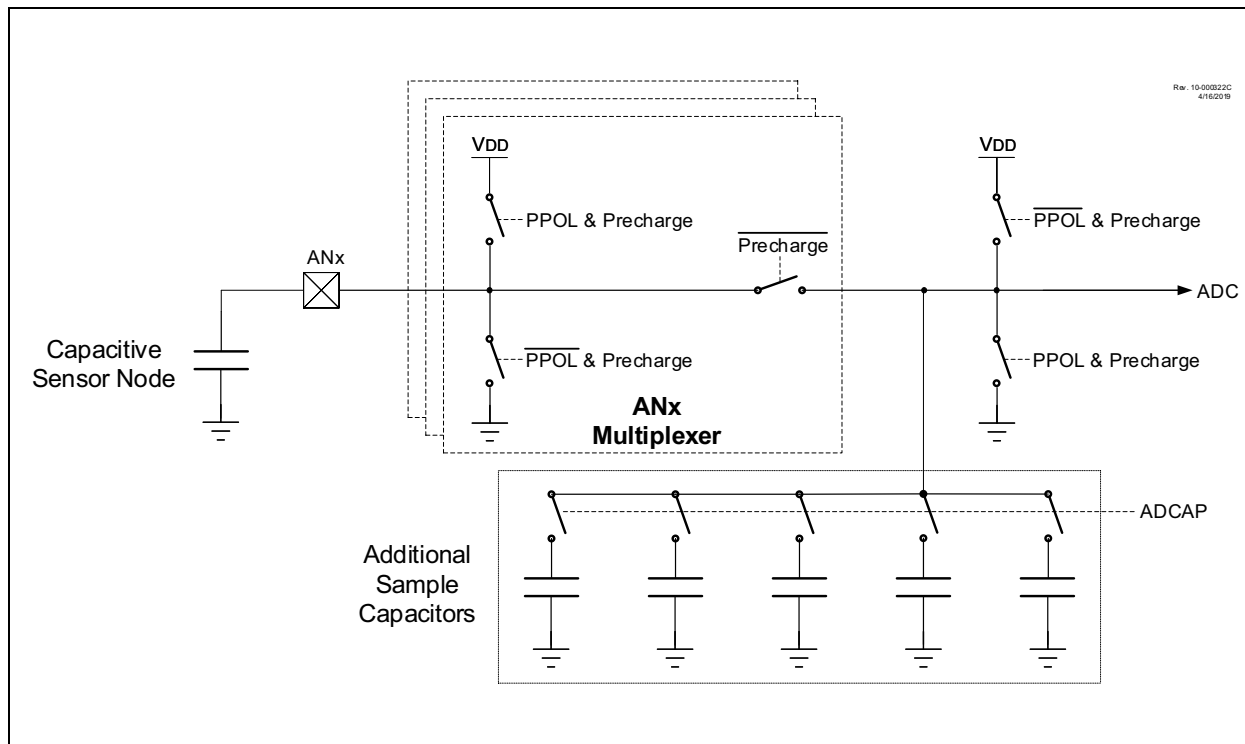 Rev. 10-000322C
4/16/2019
VDD
VDD
PPOL & Precharge
PPOL & Precharge
Precharge
ANx
ADC
Capacitive
Sensor Node
PPOL & Precharge
PPOL & Precharge
ANx
Multiplexer
ADCAP
Additional
Sample
Capacitors